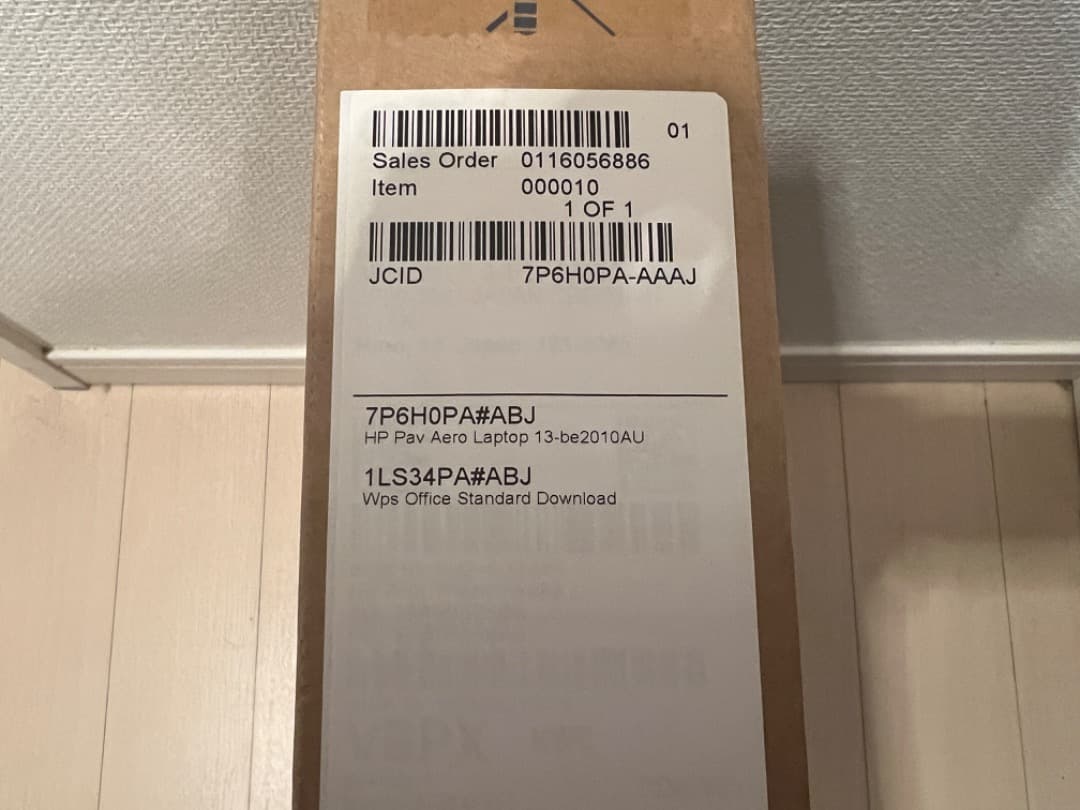 01
Sales Order 0116056886
Item 000010
1 OF 1
JCID 7P6H0PA-AAAJ
7P6H0PA#ABJ
HP Pav Aero Laptop 13-be2010AU
1LS34PA#ABJ
Wps Office Standard Download